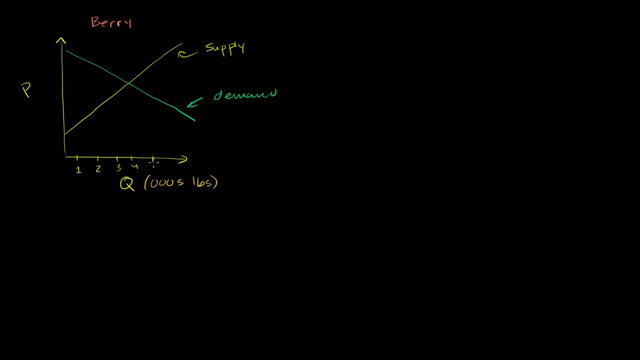 Berry
supply
P
demand
1 2 3 4
Q (000s lbs)